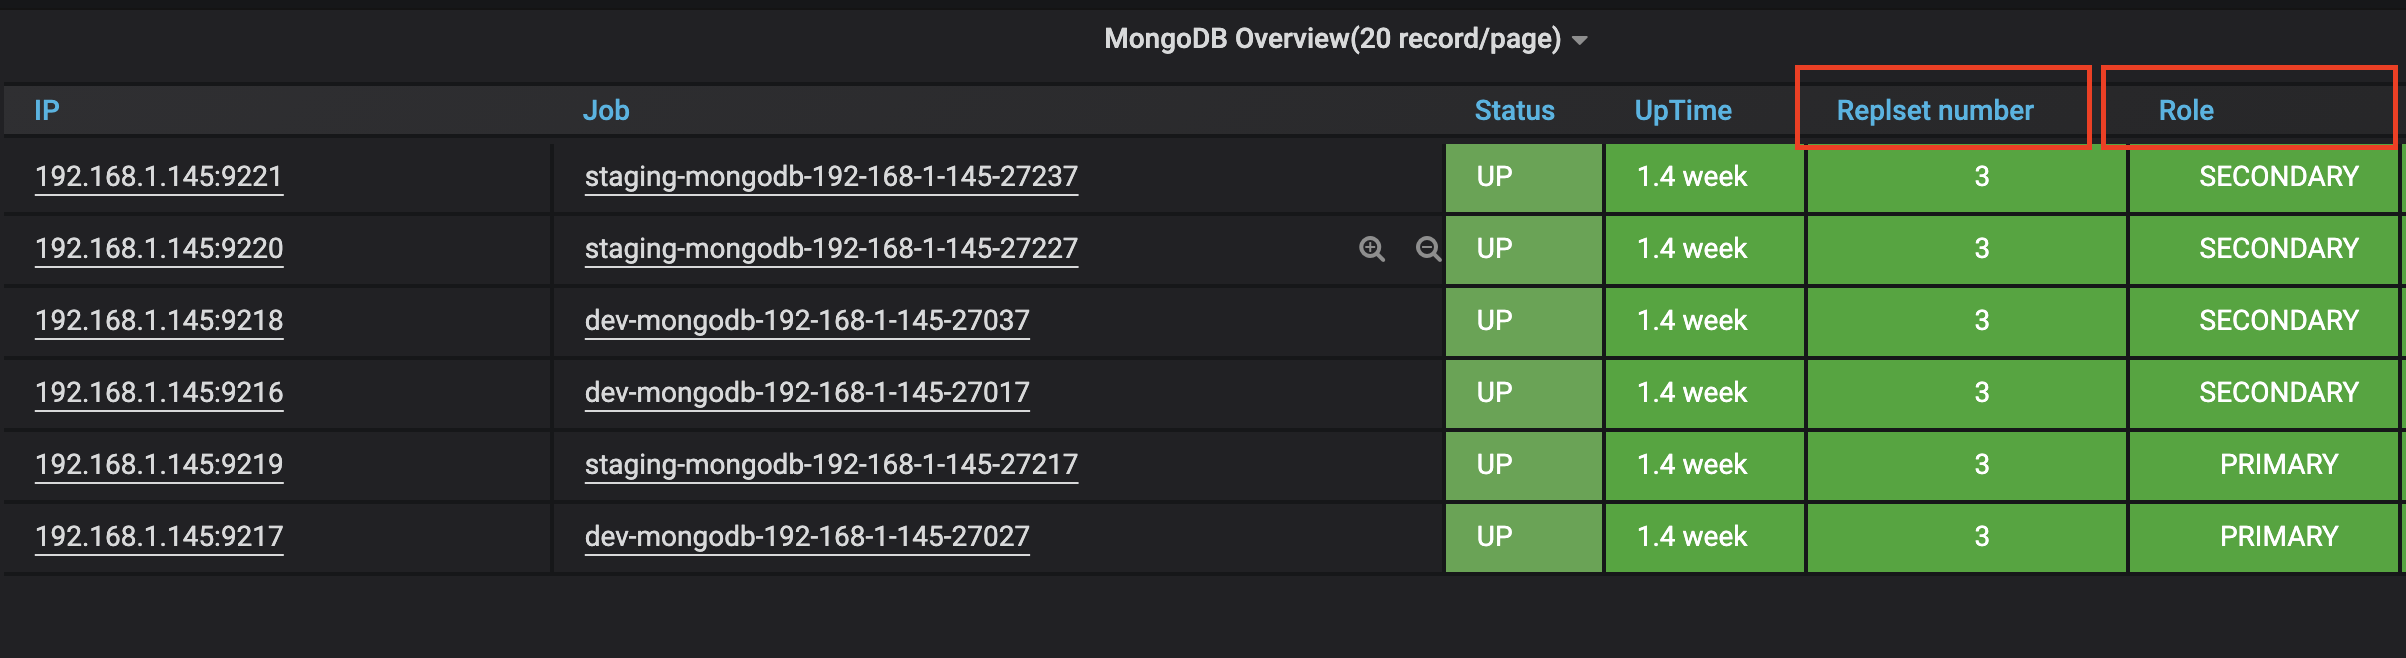 MongoDB Overview(20 record/page)
IP Job Status UpTime Replset number Role
192.168.1.145:9221 staging-mongodb-192-168-1-145-27237 UP 1.4 week 3 SECONDARY
192.168.1.145:9220 staging-mongodb-192-168-1-145-27227 UP 1.4 week 3 SECONDARY
192.168.1.145:9218 dev-mongodb-192-168-1-145-27037 UP 1.4 week 3 SECONDARY
192.168.1.145:9216 dev-mongodb-192-168-1-145-27017 UP 1.4 week 3 SECONDARY
192.168.1.145:9219 staging-mongodb-192-168-1-145-27217 UP 1.4 week 3 PRIMARY
192.168.1.145:9217 dev-mongodb-192-168-1-145-27027 UP 1.4 week 3 PRIMARY